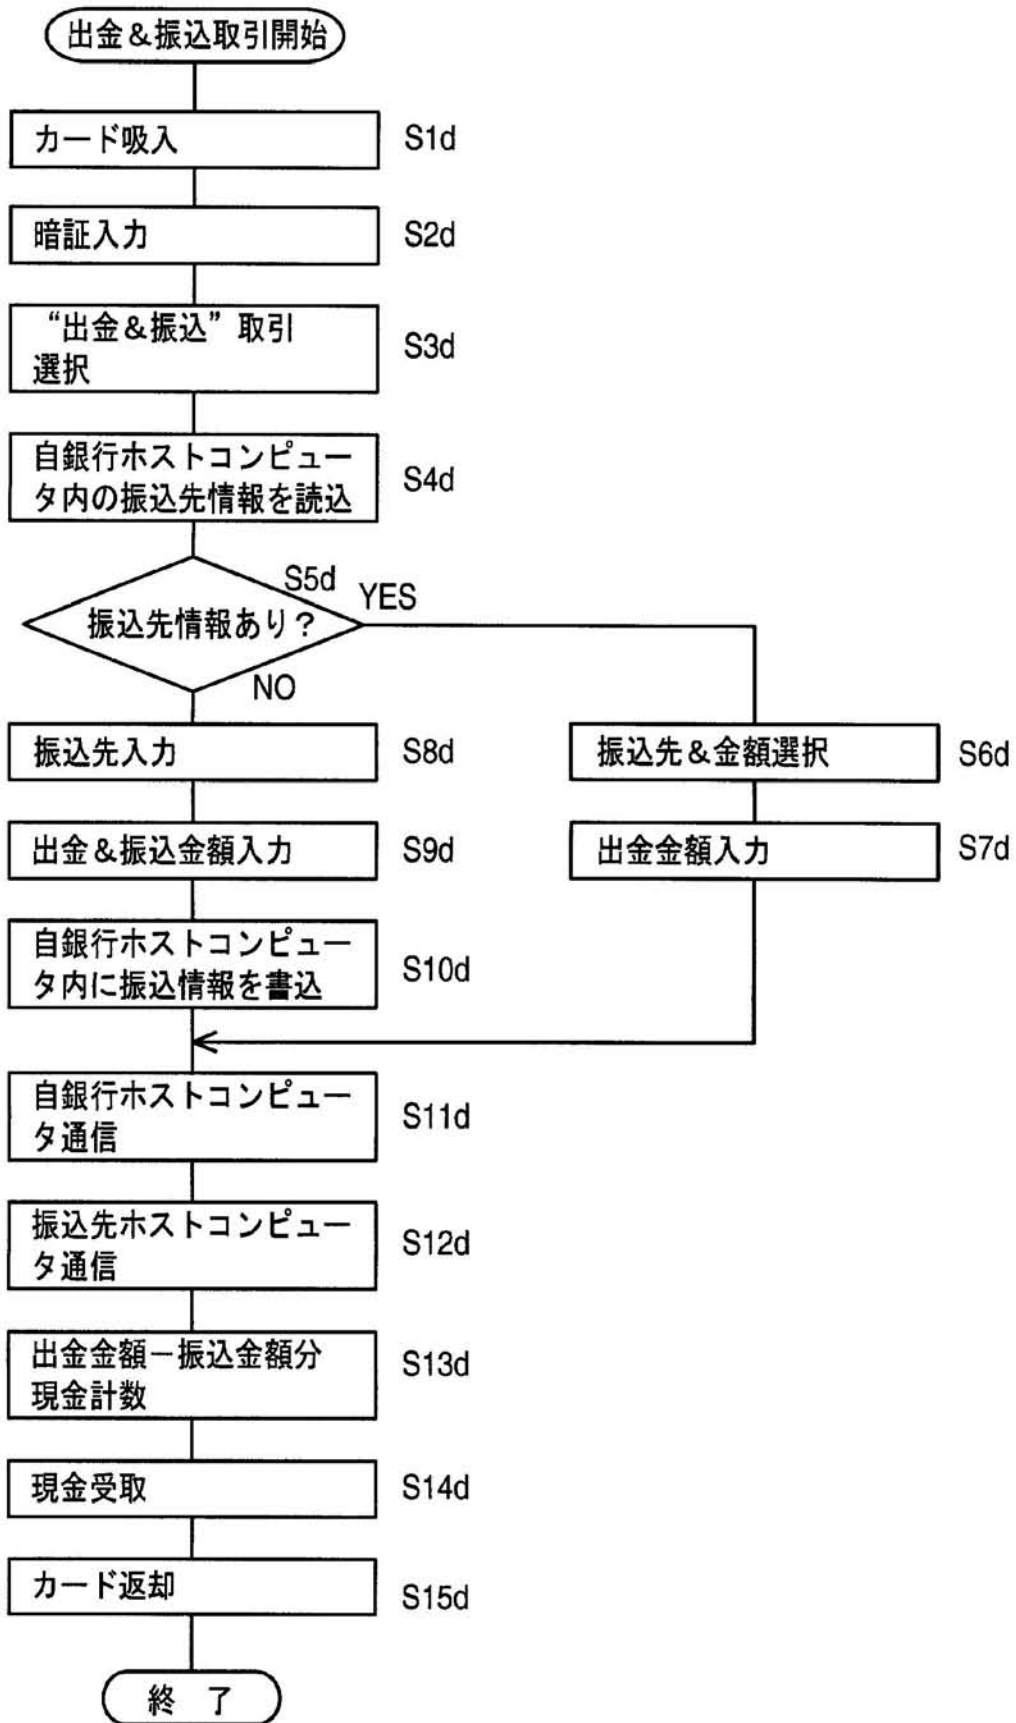 出金&振込取引開始
カード吸入
S1d
暗証入力
S2d
“出金&振込”取引
選択
S3d
自銀行ホストコンピュー
タ内の振込先情報を読込
S4d
S5d
YES
振込先情報あり?
NO
振込先入力
S8d
振込先&金額選択
S6d
出金&振込金額入力
S9d
出金金額入力
S7d
自銀行ホストコンピュー
タ内に振込情報を書込
S10d
自銀行ホストコンピュー
タ通信
S11d
振込先ホストコンピュー
タ通信
S12d
出金金額-振込金額分
現金計数
S13d
現金受取
S14d
カード返却
S15d
終 了